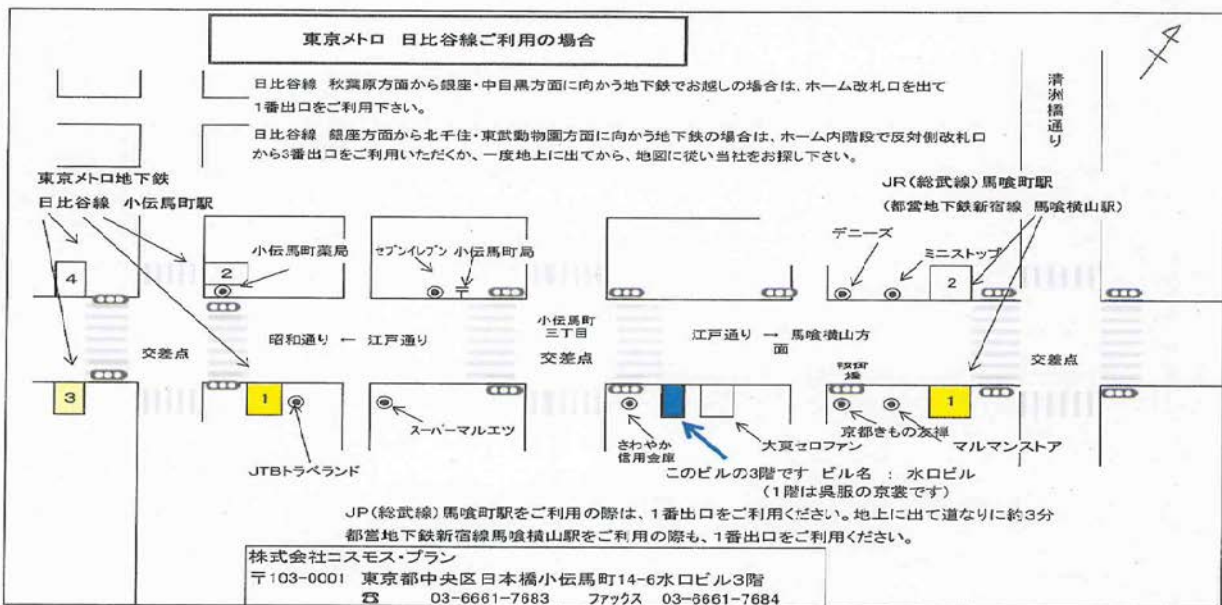 東京メトロ 日比谷線ご利用の場合
日比谷線 秋葉原方面から銀座・中目黒方面に向かう地下鉄でお越しの場合は、ホーム改札口を出て
1番出口をご利用下さい。
日比谷線 銀座方面から北千住・東武動物園方面に向かう地下鉄の場合は、ホーム内階段で反対側改札口
から3番出口をご利用いただくか、一度地上に出てから、地図に従い当社をお探し下さい。
清洲橋通り
東京メトロ地下鉄
日比谷線 小伝馬町駅
JR(総武線)馬喰町駅
(都営地下鉄新宿線 馬喰横山駅)
小伝馬町薬局
セブンイレブン
小伝馬町局
デニーズ
ミニストップ
4
2
〒
2
小伝馬町
三丁目
交差点
昭和通り ← 江戸通り
交差点
江戸通り → 馬喰横山方
面
交差点
3
1
1
JTBトラベランド
スーパーマルエツ
さわやか
信用金庫
大東セロファン
京都きもの友禅
マルマンストア
このビルの3階です ビル名 : 水口ビル
(1階は呉服の京裳です)
JP(総武線)馬喰町駅をご利用の際は、1番出口をご利用ください。地上に出て道なりに約3分
都営地下鉄新宿線馬喰横山駅をご利用の際も、1番出口をご利用ください。
株式会社コスモス・プラン
〒103-0001 東京都中央区日本橋小伝馬町14-6水口ビル3階
☎ 03-6661-7683 ファックス 03-6661-7684